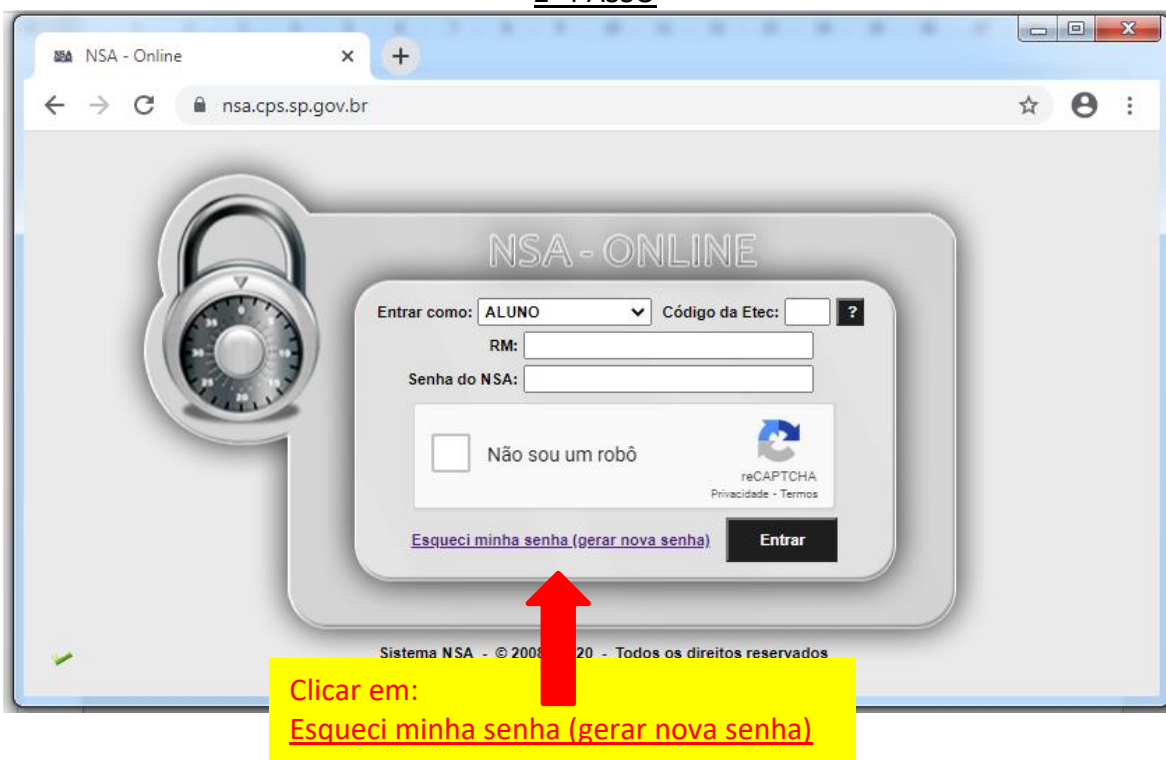 NSA - Online
nsa.cps.sp.gov.br
NSA - ONLINE
Entrar como: ALUNO Código da Etec: ?
RM:
Senha do NSA:
Não sou um robô
reCAPTCHA
Privacidade - Termos
Esqueci minha senha (gerar nova senha) Entrar
Sistema NSA - © 2008 20 - Todos os direitos reservados
Clicar em:
Esqueci minha senha (gerar nova senha)